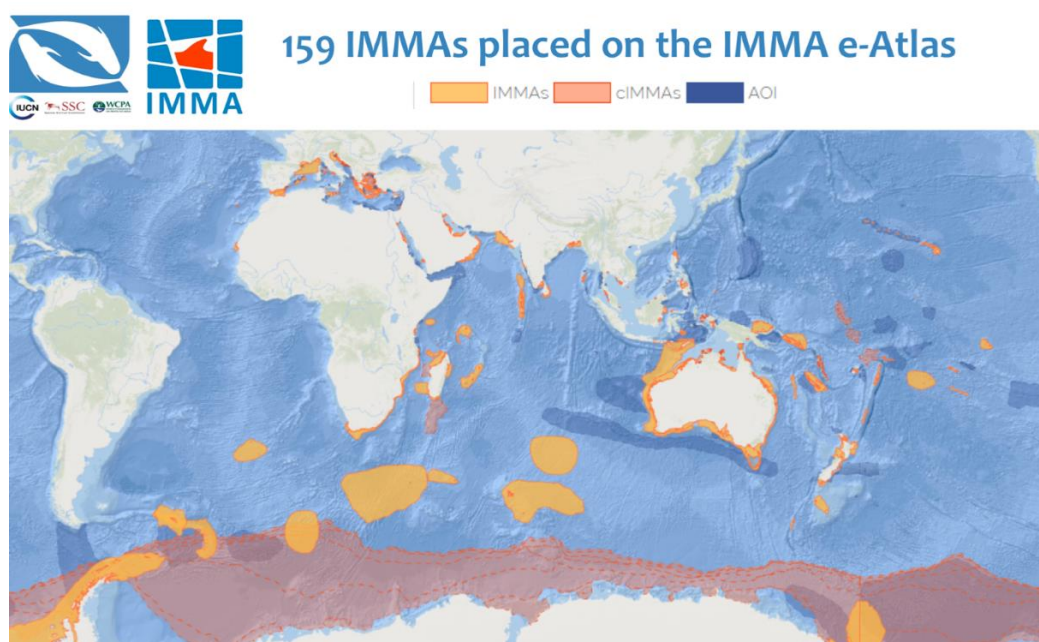 159 IMMAs placed on the IMMA e-Atlas
IMMAs cIMMAs AOI
IUCN SSC WCPA
IMMA